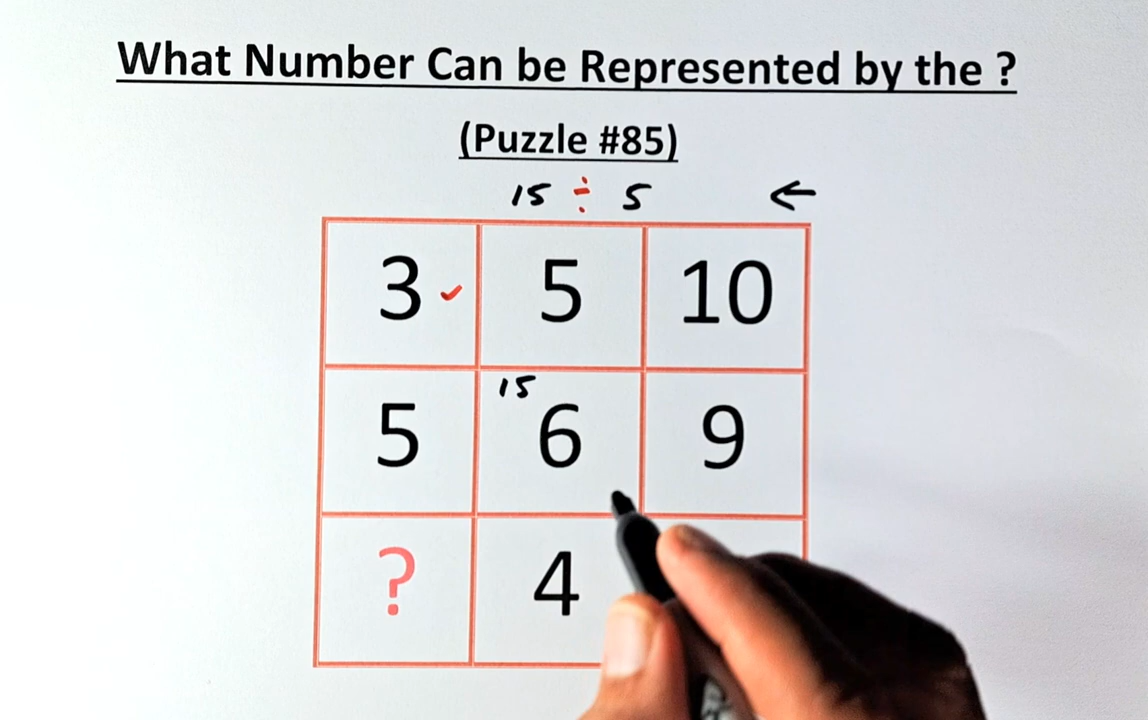 What Number Can be Represented by the ?
(Puzzle #85)
15 ÷ 5 ←
3 ✓ 5 10
15
5 6 9
? 4